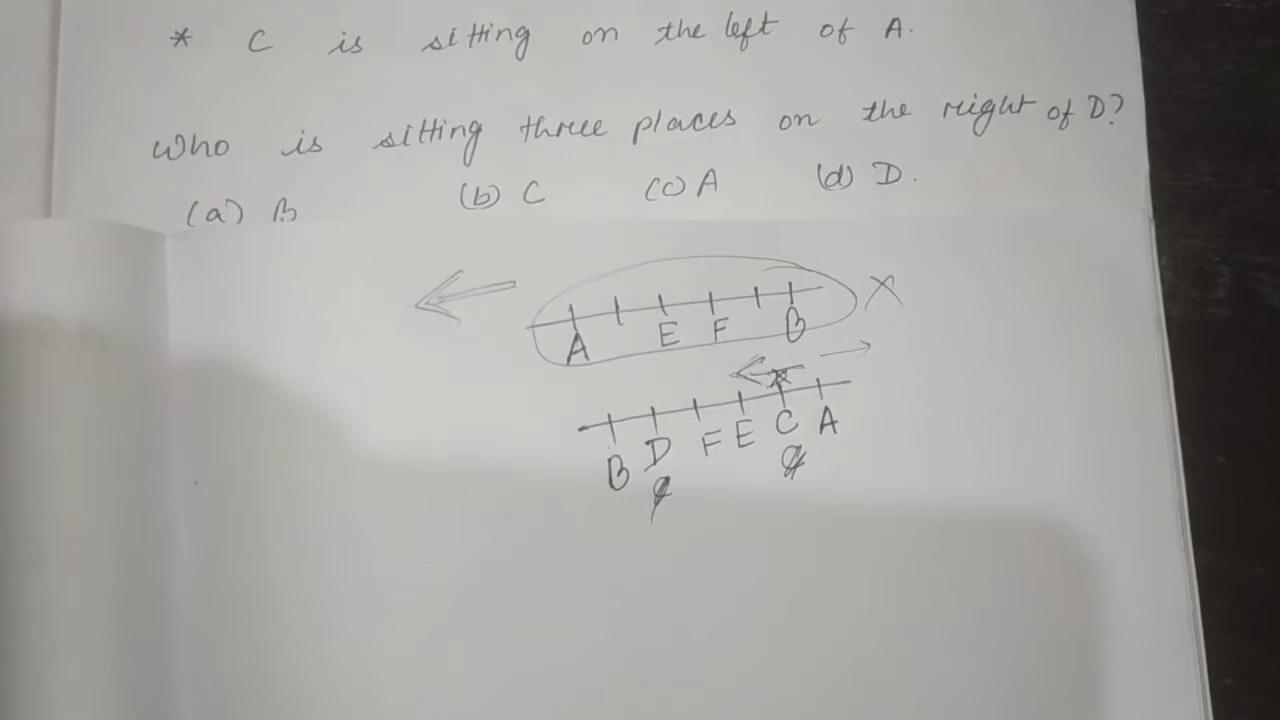 * C is sitting on the left of A.
Who is sitting three places on the right of D?
(a) B (b) C (c) A (d) D.
A E F B X
B D F E C A